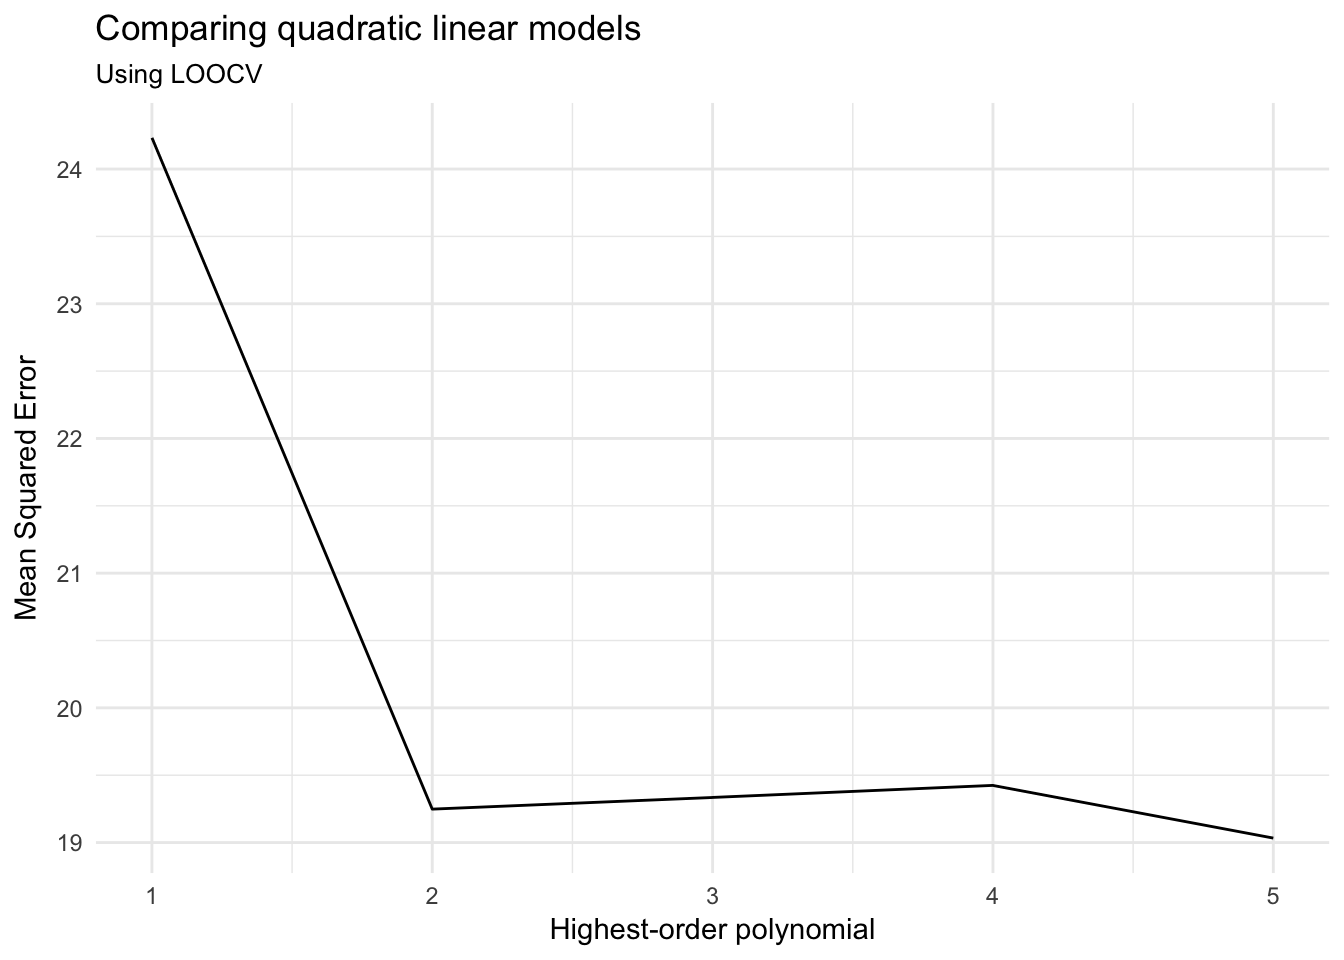 Comparing quadratic linear models
Using LOOCV
24
23
22
21
20
19
Mean Squared Error
1 2 3 4 5
Highest-order polynomial